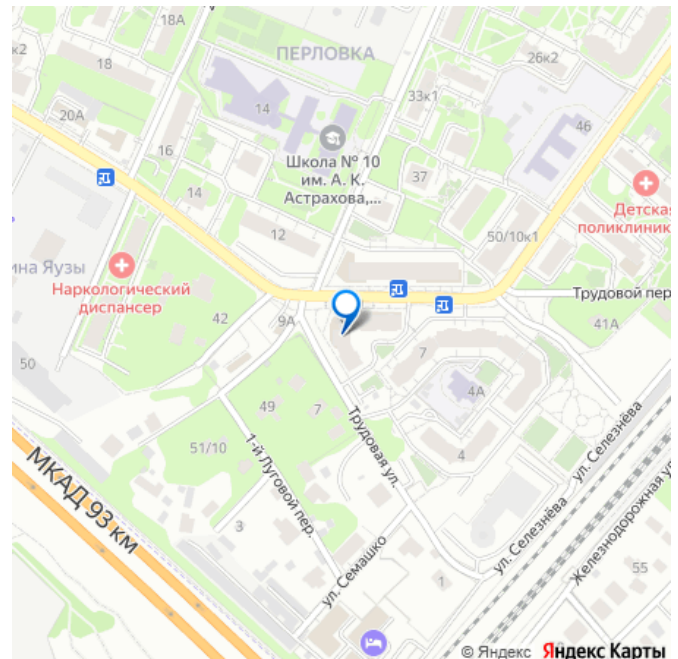 18А
18
ПЕРЛОВКА
26к2
33к1
14
46
20А
16
Школа № 10
им. А. К.
Астрахова,...
37
14
Детская
поликлиник
12
50/10к1
ина Яузы
Наркологический
диспансер
42
9А
Трудовой пер
41А
7
50
4А
49
7
51/10
4
Трудовая ул.
ул. Селезнёва
1-й Луговой пер.
МКАД 93 км
3
ул. Селезнёва
Железнодорожная ул
ул. Семашко
1
55
© Яндекс Яндекс Карты